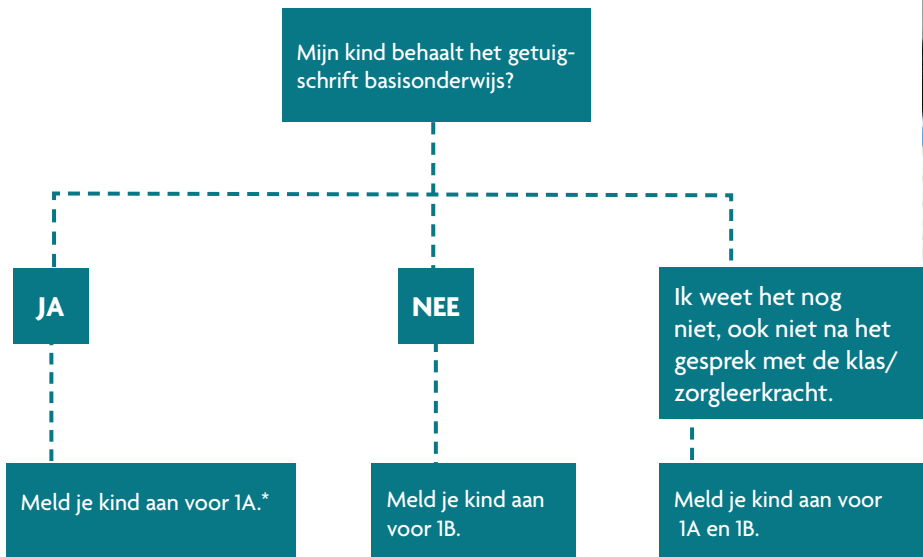 Mijn kind behaalt het getuig-
schrift basisonderwijs?
JA
NEE
Ik weet het nog
niet, ook niet na het
gesprek met de klas/
zorgleerkracht.
Meld je kind aan voor 1A.*
Meld je kind aan
voor 1B.
Meld je kind aan voor
1A en 1B.